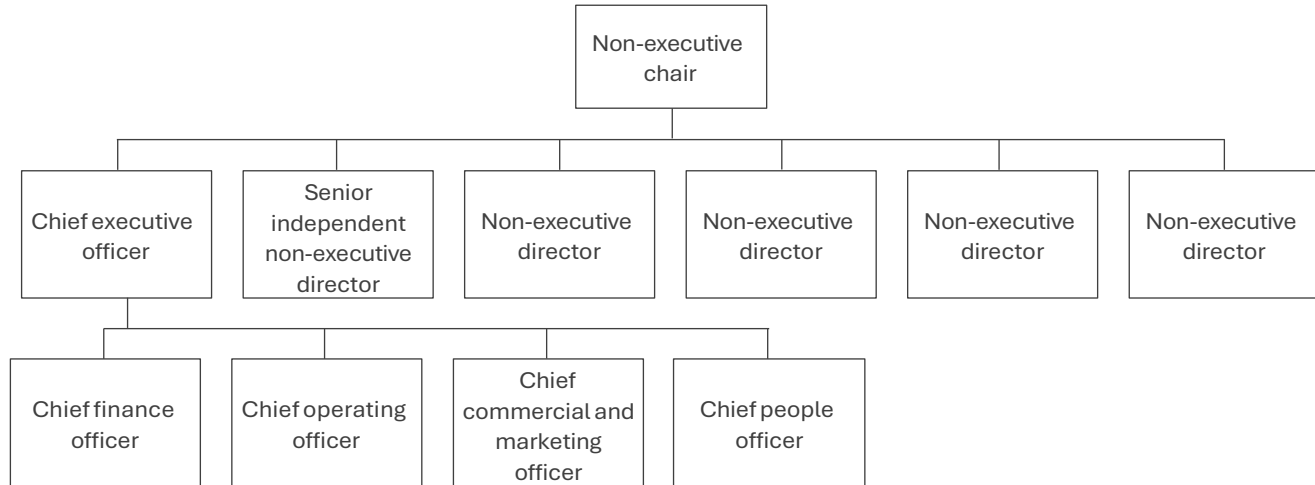 Non-executive
chair
Chief executive
officer
Senior
independent
non-executive
director
Non-executive
director
Non-executive
director
Non-executive
director
Non-executive
director
Chief finance
officer
Chief operating
officer
Chief
commercial and
marketing
officer
Chief people
officer